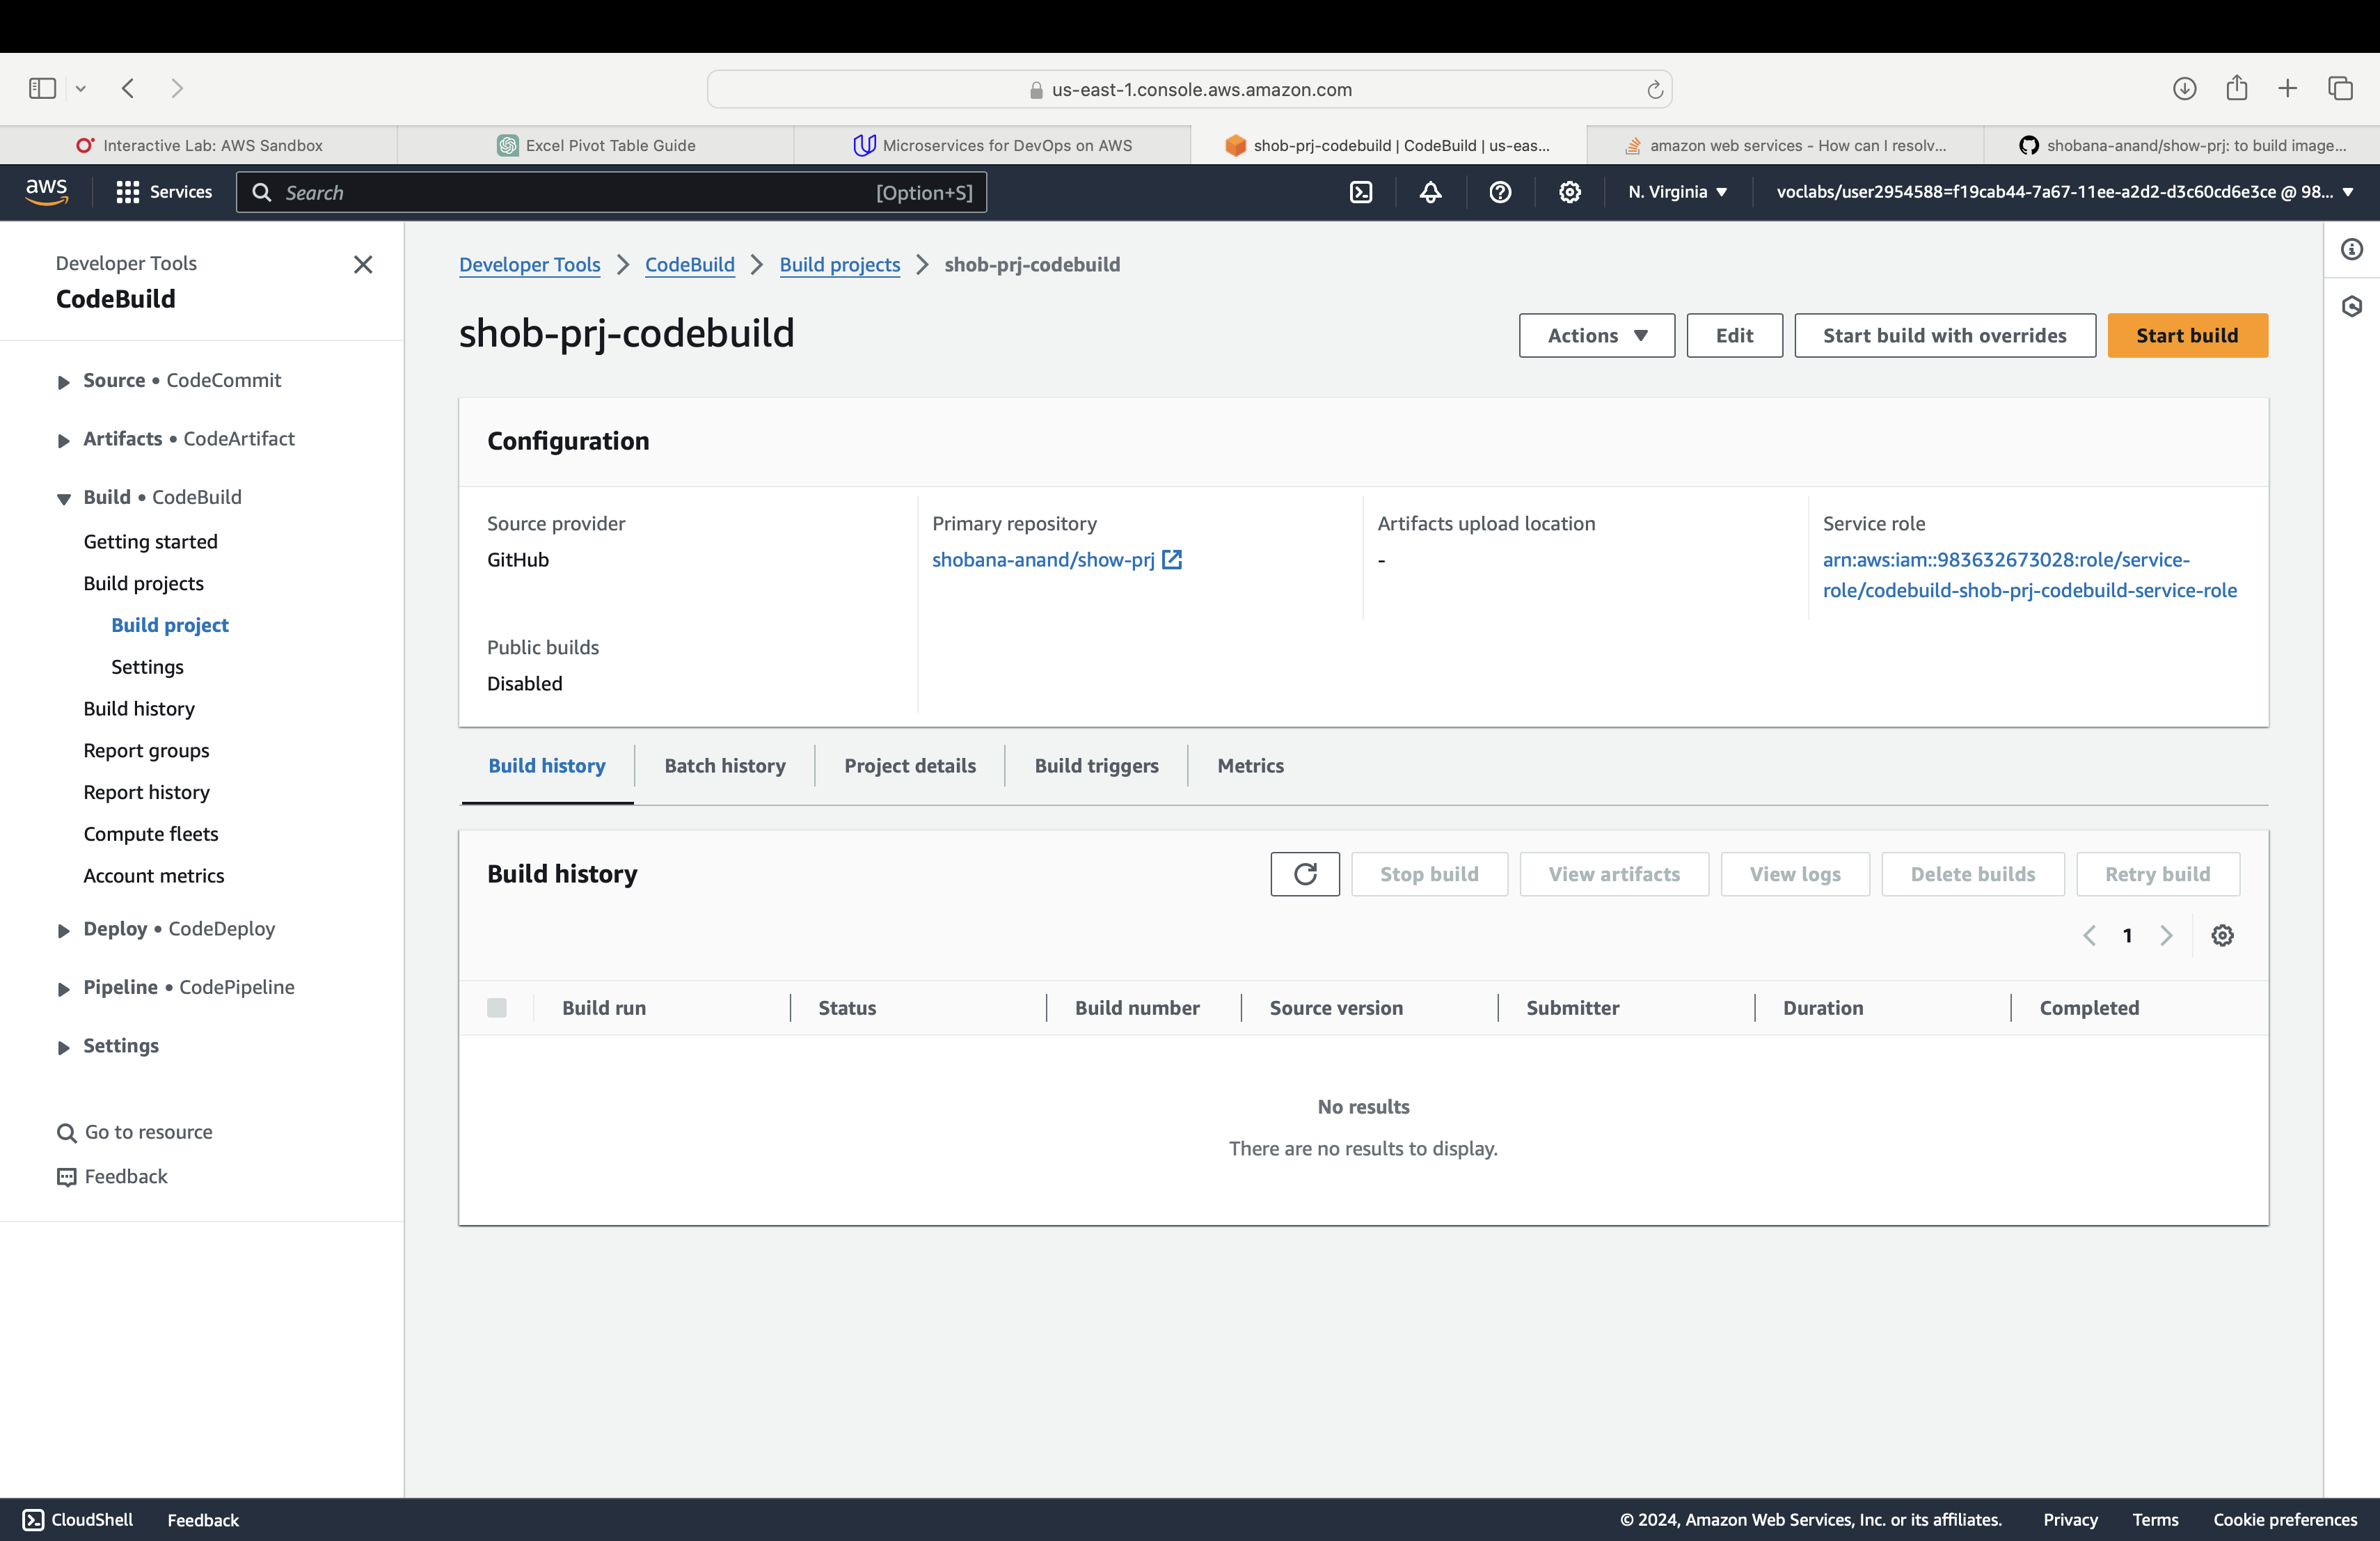 us-east-1.console.aws.amazon.com
Interactive Lab: AWS Sandbox
Excel Pivot Table Guide
Microservices for DevOps on AWS
shob-prj-codebuild | CodeBuild | us-eas...
amazon web services - How can I resolv...
shobana-anand/show-prj: to build image...
aws
Services
Search
[Option+S]
N. Virginia
voclabs/user2954588=f19cab44-7a67-11ee-a2d2-d3c60cd6e3ce @ 98...
Developer Tools
CodeBuild
Source • CodeCommit
Artifacts • CodeArtifact
Build • CodeBuild
Getting started
Build projects
Build project
Settings
Build history
Report groups
Report history
Compute fleets
Account metrics
Deploy • CodeDeploy
Pipeline • CodePipeline
Settings
Go to resource
Feedback
Developer Tools > CodeBuild > Build projects > shob-prj-codebuild
shob-prj-codebuild
Actions
Edit
Start build with overrides
Start build
Configuration
Source provider
GitHub
Primary repository
shobana-anand/show-prj
Artifacts upload location
-
Service role
arn:aws:iam::983632673028:role/service-
role/codebuild-shob-prj-codebuild-service-role
Public builds
Disabled
Build history
Batch history
Project details
Build triggers
Metrics
Build history
Stop build
View artifacts
View logs
Delete builds
Retry build
1
Build run
Status
Build number
Source version
Submitter
Duration
Completed
No results
There are no results to display.
CloudShell
Feedback
© 2024, Amazon Web Services, Inc. or its affiliates.
Privacy
Terms
Cookie preferences